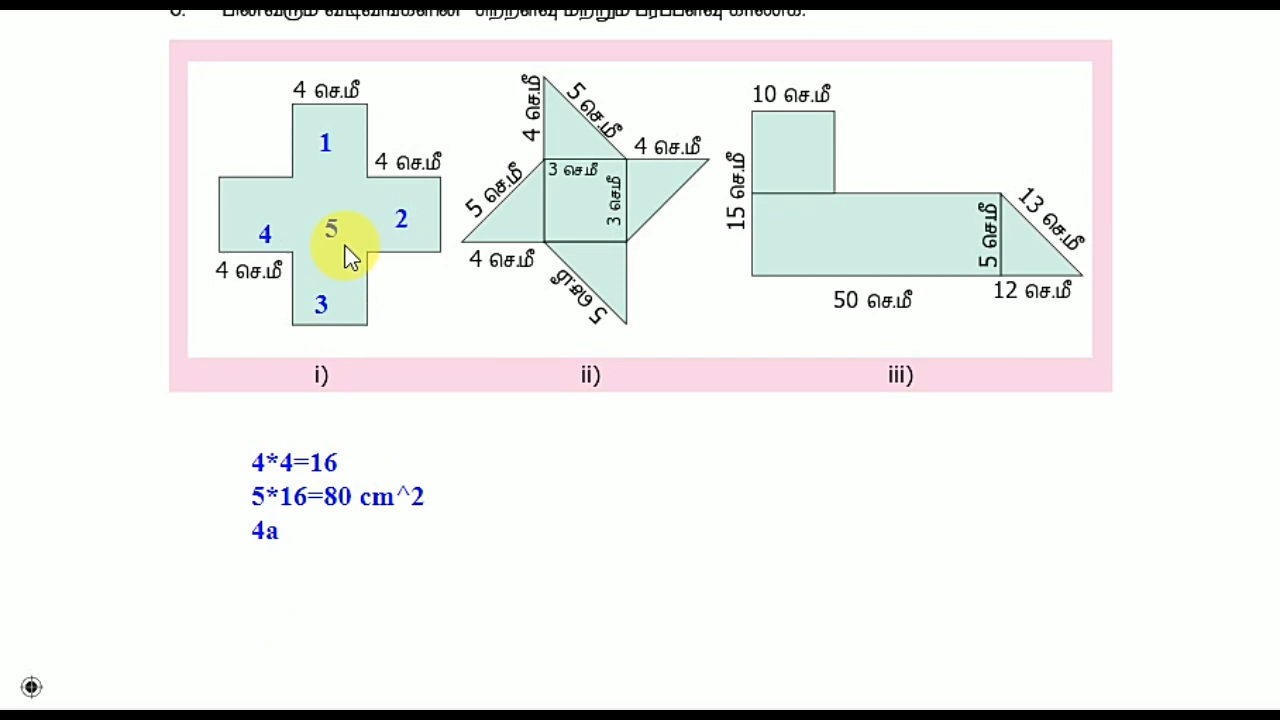 4 செ.மீ
1
4 செ.மீ
4
5
2
4 செ.மீ
3
i)
4 செ.மீ
5 செ.மீ
4 செ.மீ
5 செ.மீ
3 செமீ
3 செமீ
4 செ.மீ
5 செ.மீ
ii)
10 செ.மீ
15 செ.மீ
5 செ.மீ
13 செ.மீ
50 செ.மீ
12 செ.மீ
iii)
4*4=16
5*16=80 cm^2
4a